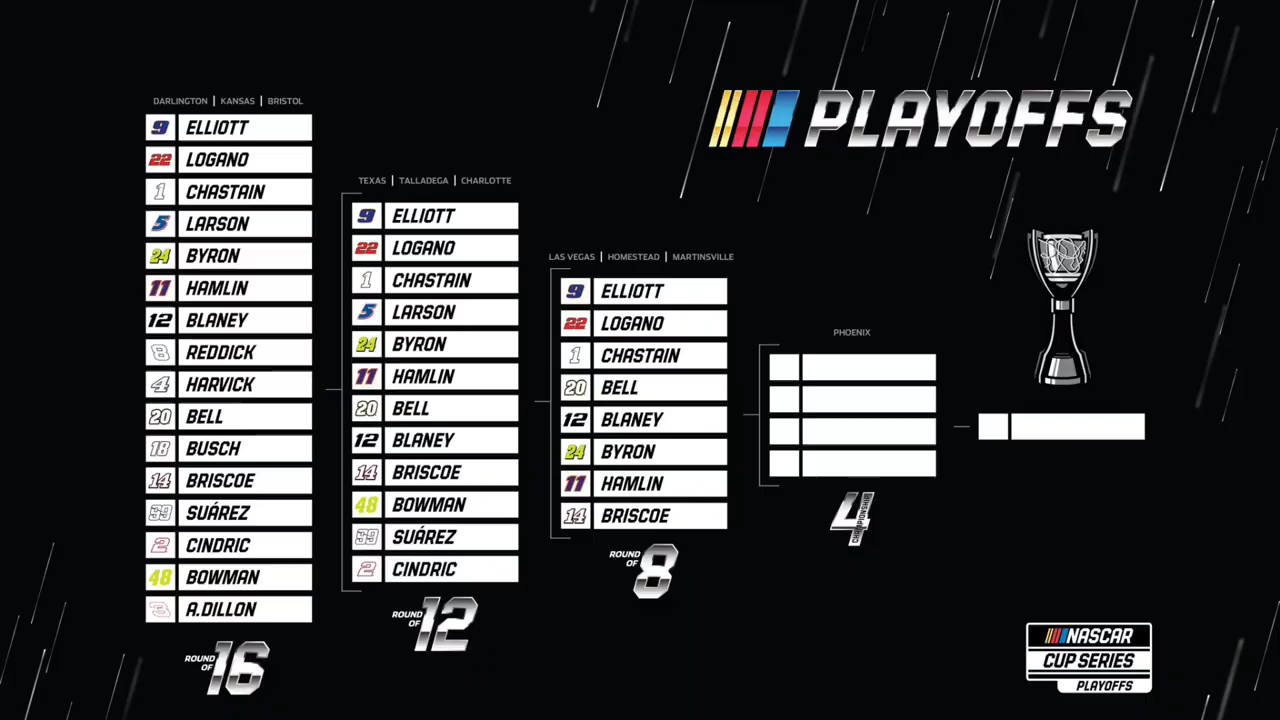 PLAYOFFS
DARLINGTON | KANSAS | BRISTOL
9 ELLIOTT
22 LOGANO
1 CHASTAIN
5 LARSON
24 BYRON
11 HAMLIN
12 BLANEY
8 REDDICK
4 HARVICK
20 BELL
18 BUSCH
14 BRISCOE
99 SUÁREZ
2 CINDRIC
48 BOWMAN
3 A.DILLON
ROUND OF 16
TEXAS | TALLADEGA | CHARLOTTE
9 ELLIOTT
22 LOGANO
1 CHASTAIN
5 LARSON
24 BYRON
11 HAMLIN
20 BELL
12 BLANEY
14 BRISCOE
48 BOWMAN
99 SUÁREZ
2 CINDRIC
ROUND OF 12
LAS VEGAS | HOMESTEAD | MARTINSVILLE
9 ELLIOTT
22 LOGANO
1 CHASTAIN
20 BELL
12 BLANEY
24 BYRON
11 HAMLIN
14 BRISCOE
ROUND OF 8
PHOENIX
CHAMPIONSHIP 4
NASCAR
CUP SERIES
PLAYOFFS